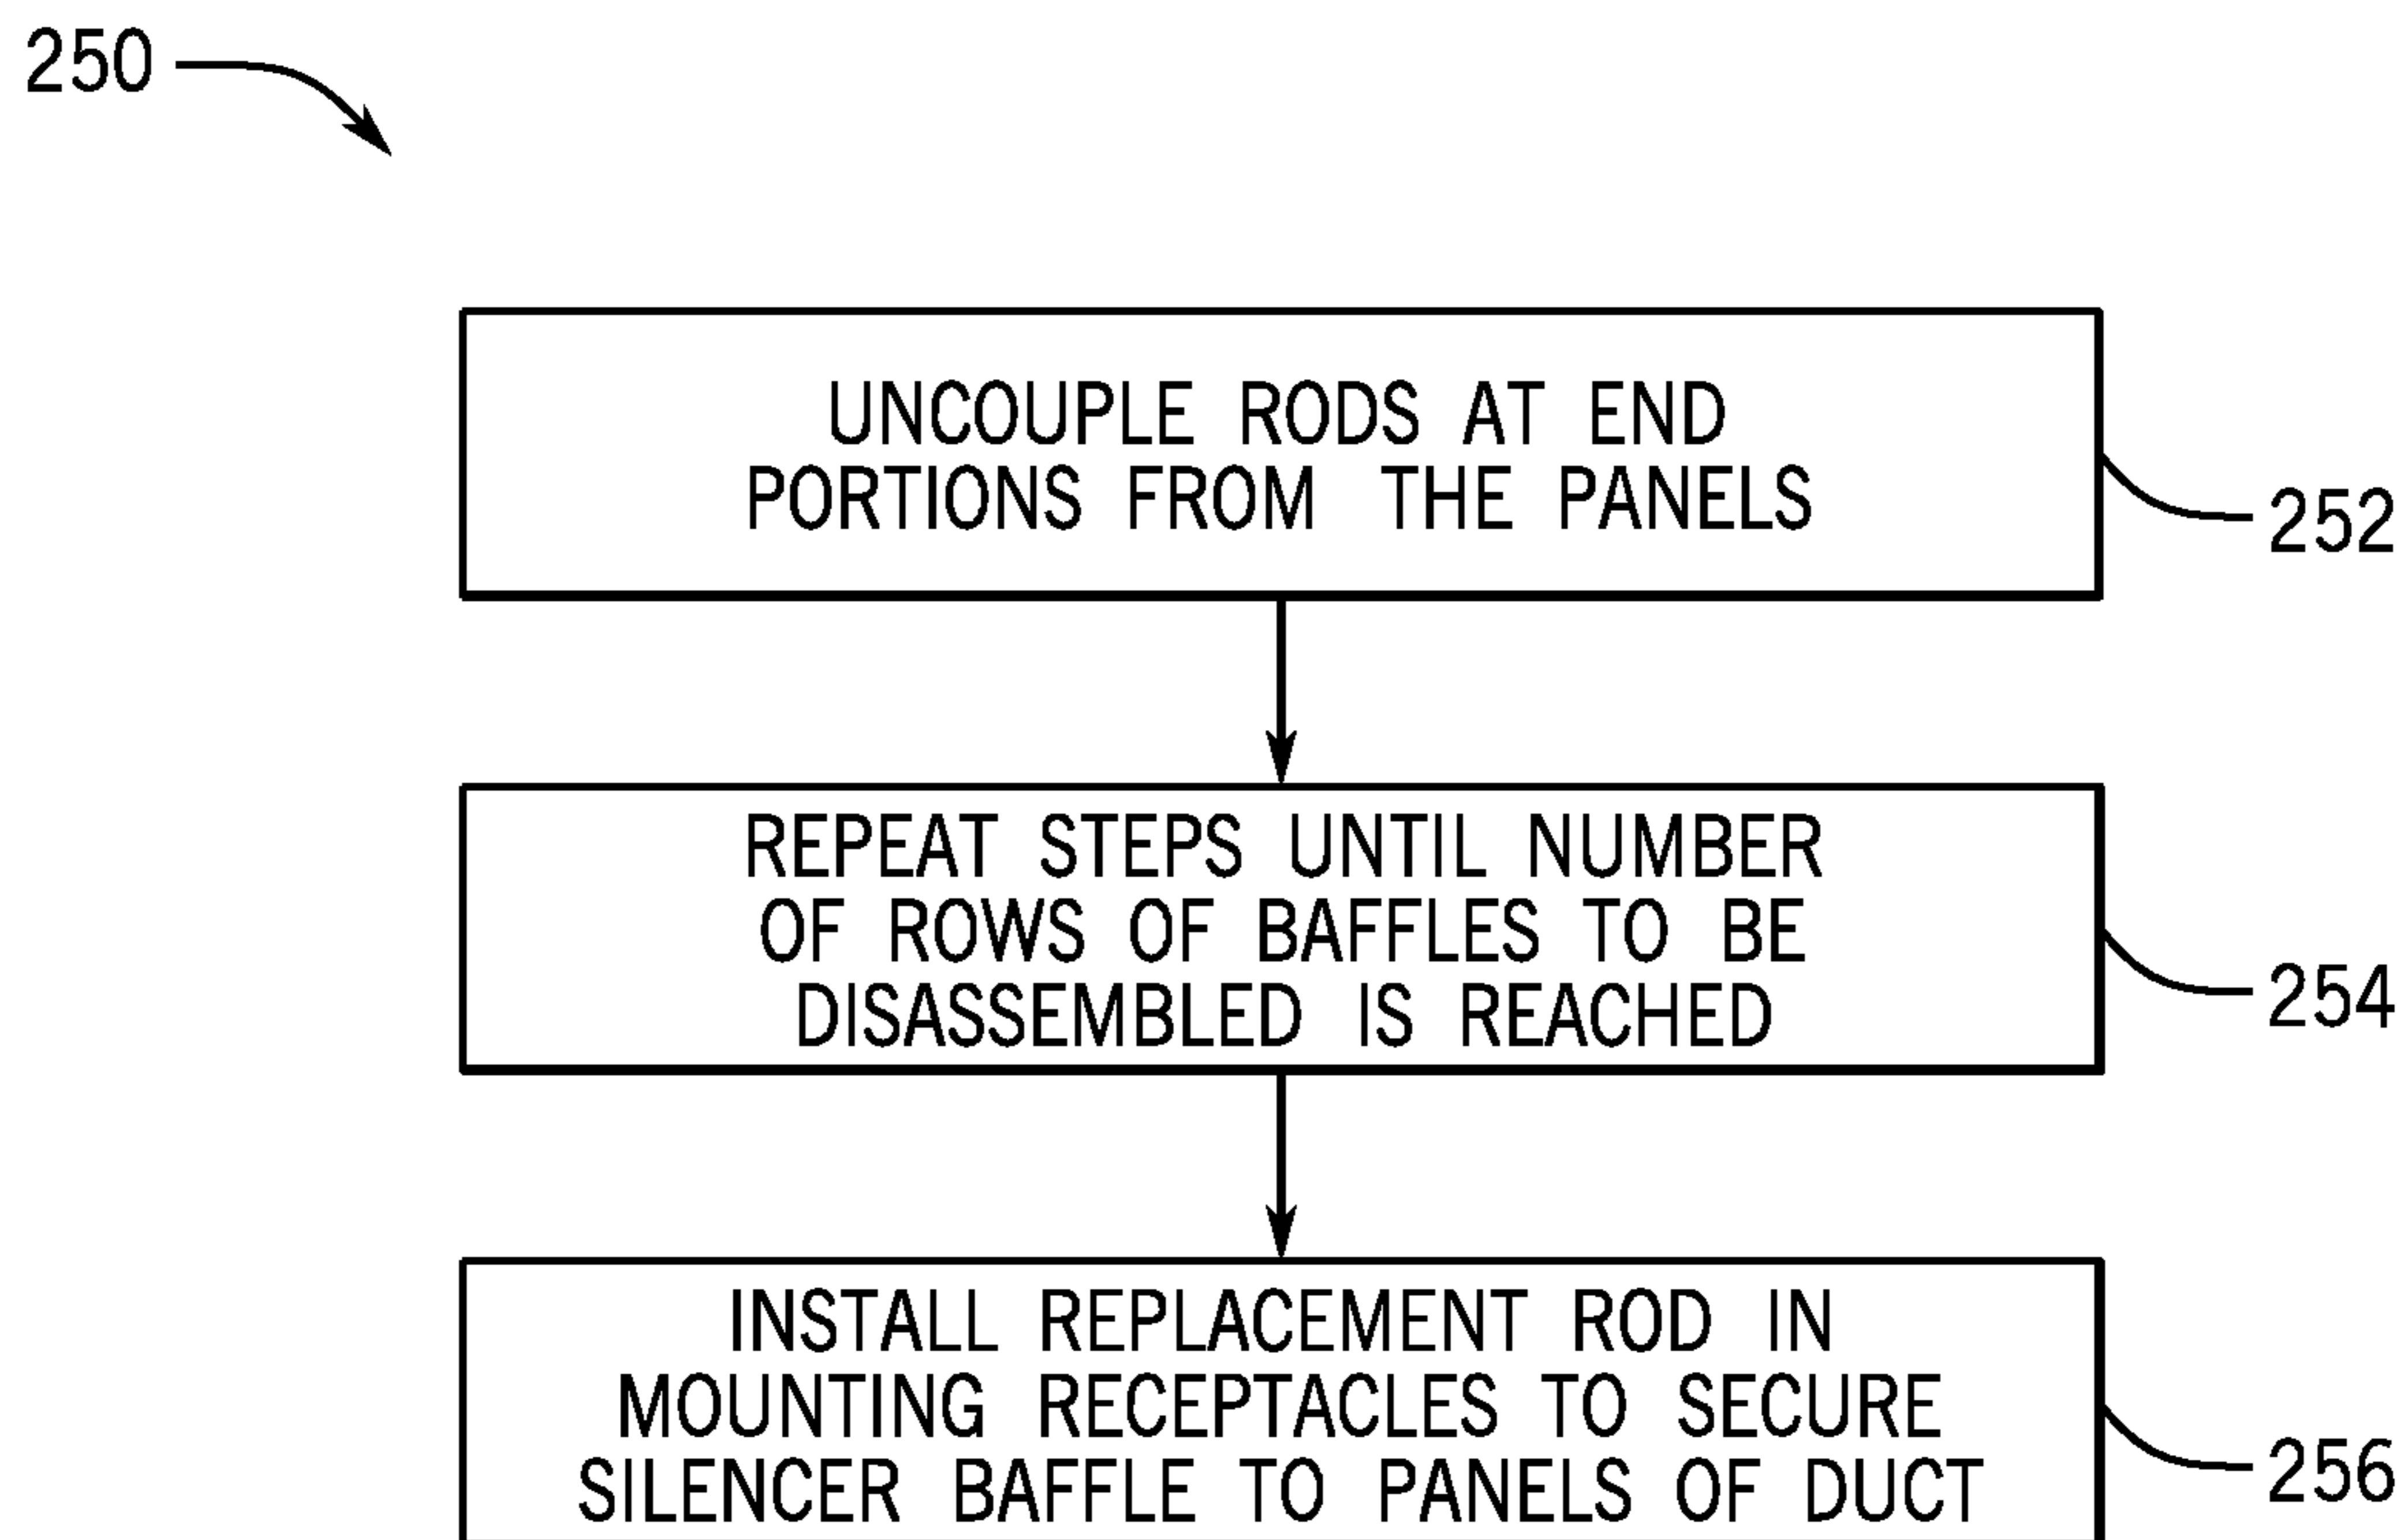 250
UNCOUPLE RODS AT END
PORTIONS FROM THE PANELS
252
REPEAT STEPS UNTIL NUMBER
OF ROWS OF BAFFLES TO BE
DISASSEMBLED IS REACHED
254
INSTALL REPLACEMENT ROD IN
MOUNTING RECEPTACLES TO SECURE
SILENCER BAFFLE TO PANELS OF DUCT
256